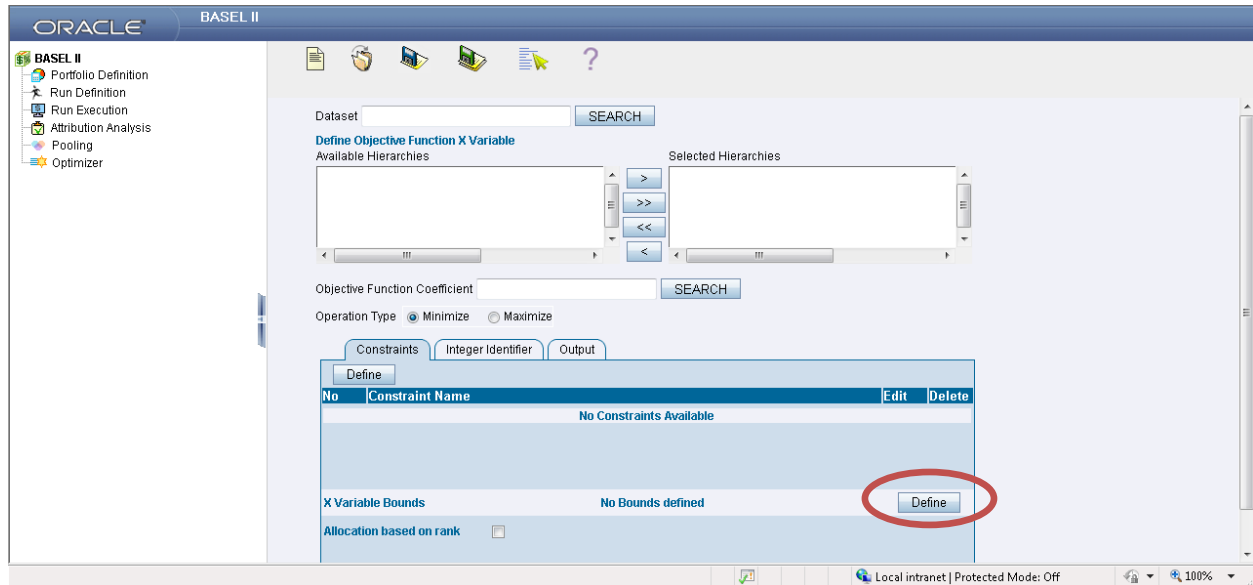 ORACLE
BASEL II
BASEL II
Portfolio Definition
Run Definition
Run Execution
Attribution Analysis
Pooling
Optimizer
?
Dataset SEARCH
Define Objective Function X Variable
Available Hierarchies Selected Hierarchies
>
>>
<<
<
Objective Function Coefficient SEARCH
Operation Type Minimize Maximize
Constraints Integer Identifier Output
Define
No Constraint Name Edit Delete
No Constraints Available
X Variable Bounds No Bounds defined Define
Allocation based on rank
Local intranet | Protected Mode: Off 100%